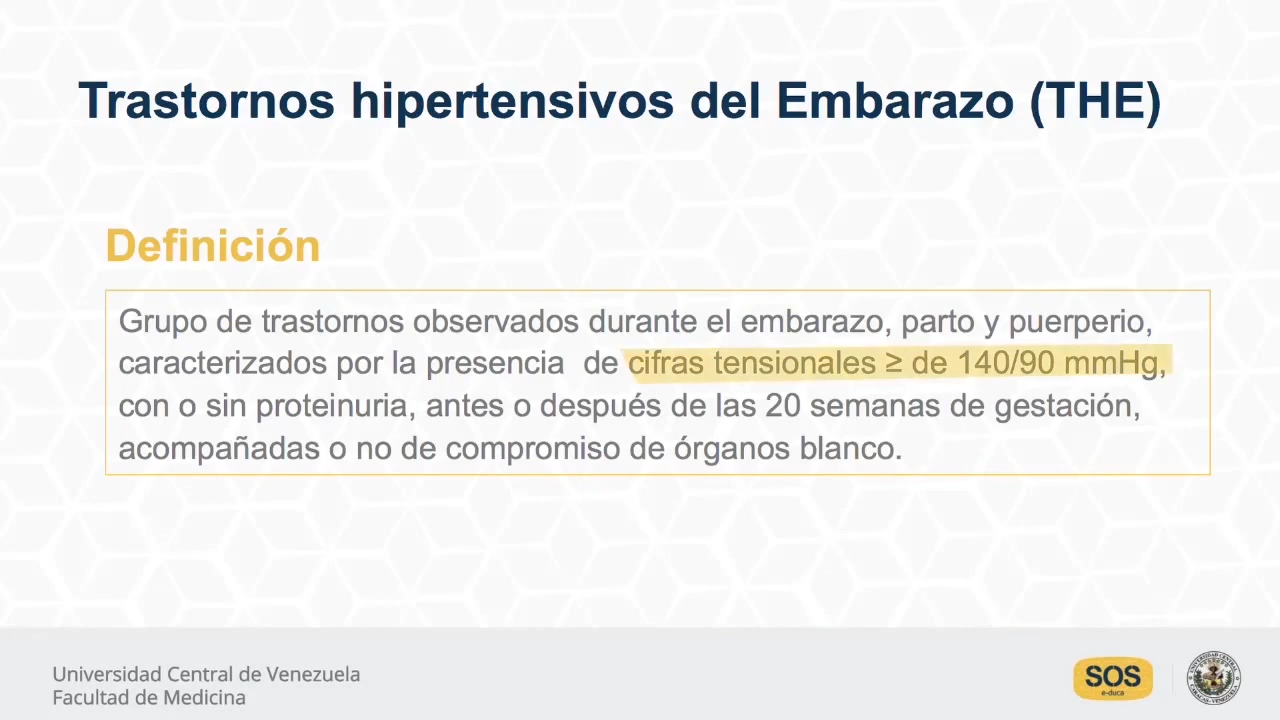 Trastornos hipertensivos del Embarazo (THE)
Definición
Grupo de trastornos observados durante el embarazo, parto y puerperio,
caracterizados por la presencia de cifras tensionales ≥ de 140/90 mmHg,
con o sin proteinuria, antes o después de las 20 semanas de gestación,
acompañadas o no de compromiso de órganos blanco.
Universidad Central de Venezuela
Facultad de Medicina
SOS
e-duca